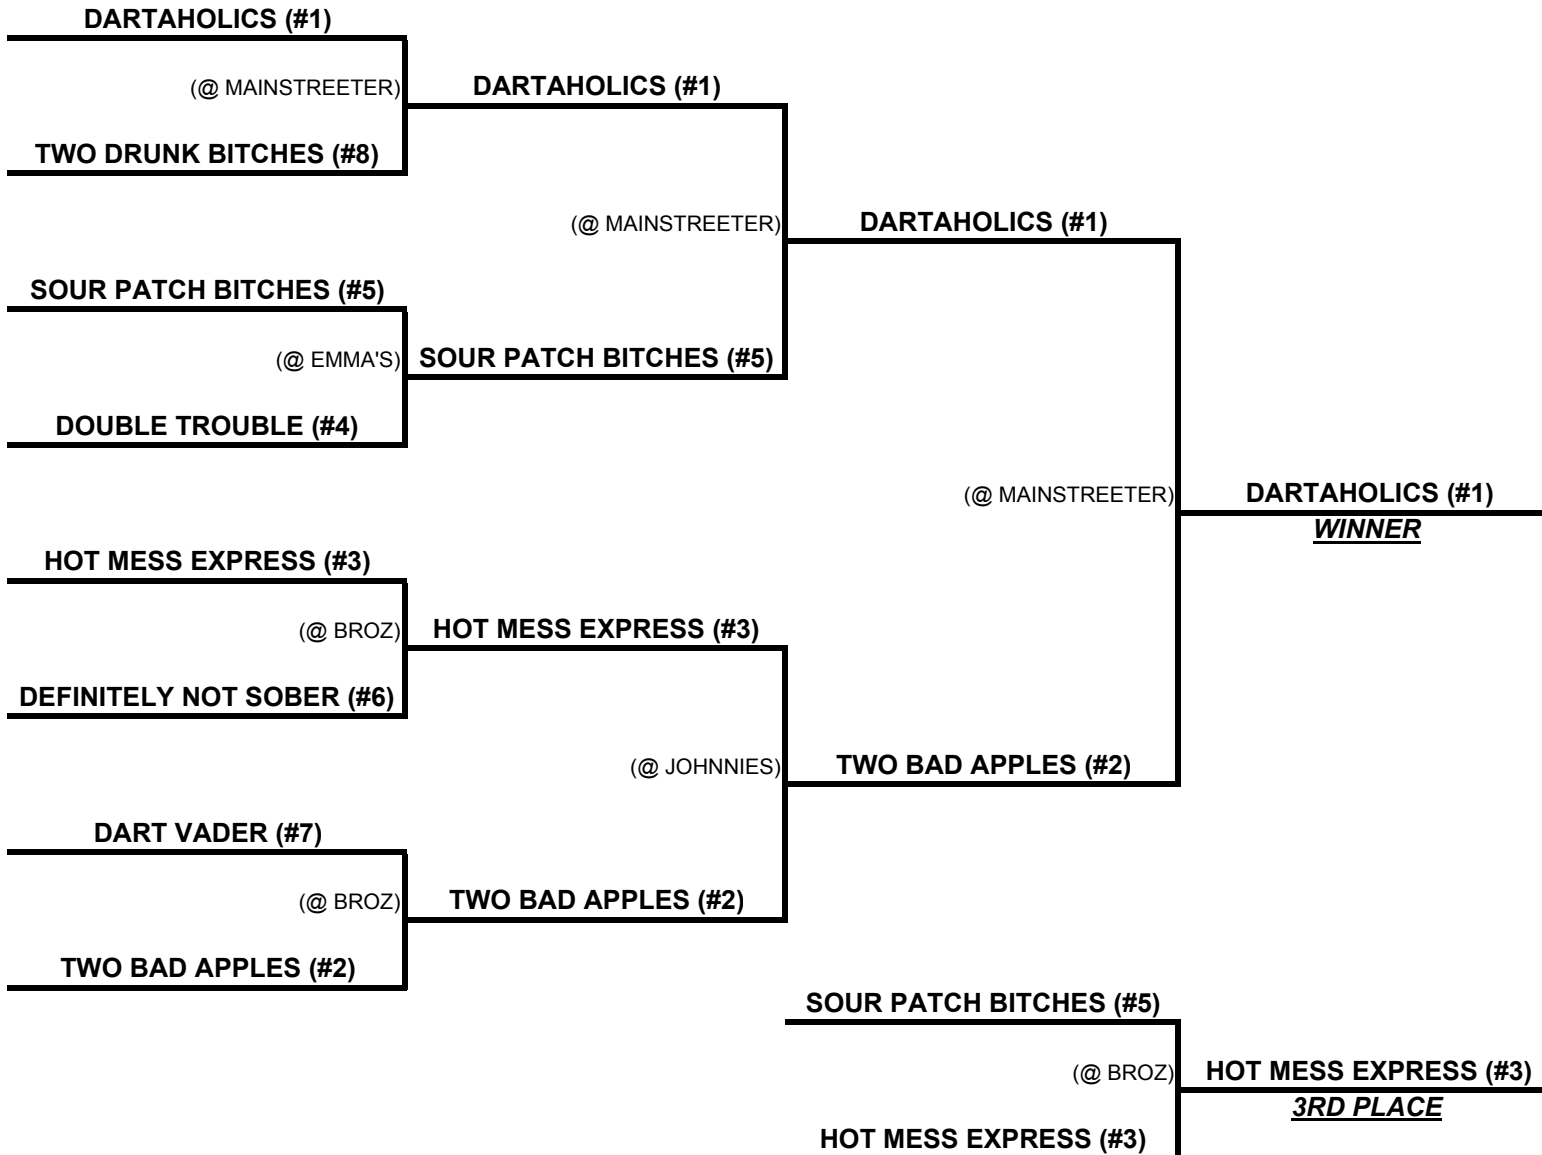 DARTAHOLICS (#1)
(@ MAINSTREETER)
DARTAHOLICS (#1)
TWO DRUNK BITCHES (#8)
(@ MAINSTREETER)
DARTAHOLICS (#1)
SOUR PATCH BITCHES (#5)
(@ EMMA'S)
SOUR PATCH BITCHES (#5)
DOUBLE TROUBLE (#4)
(@ MAINSTREETER)
DARTAHOLICS (#1)
WINNER
HOT MESS EXPRESS (#3)
(@ BROZ)
HOT MESS EXPRESS (#3)
DEFINITELY NOT SOBER (#6)
(@ JOHNNIES)
TWO BAD APPLES (#2)
DART VADER (#7)
(@ BROZ)
TWO BAD APPLES (#2)
TWO BAD APPLES (#2)
SOUR PATCH BITCHES (#5)
(@ BROZ)
HOT MESS EXPRESS (#3)
3RD PLACE
HOT MESS EXPRESS (#3)